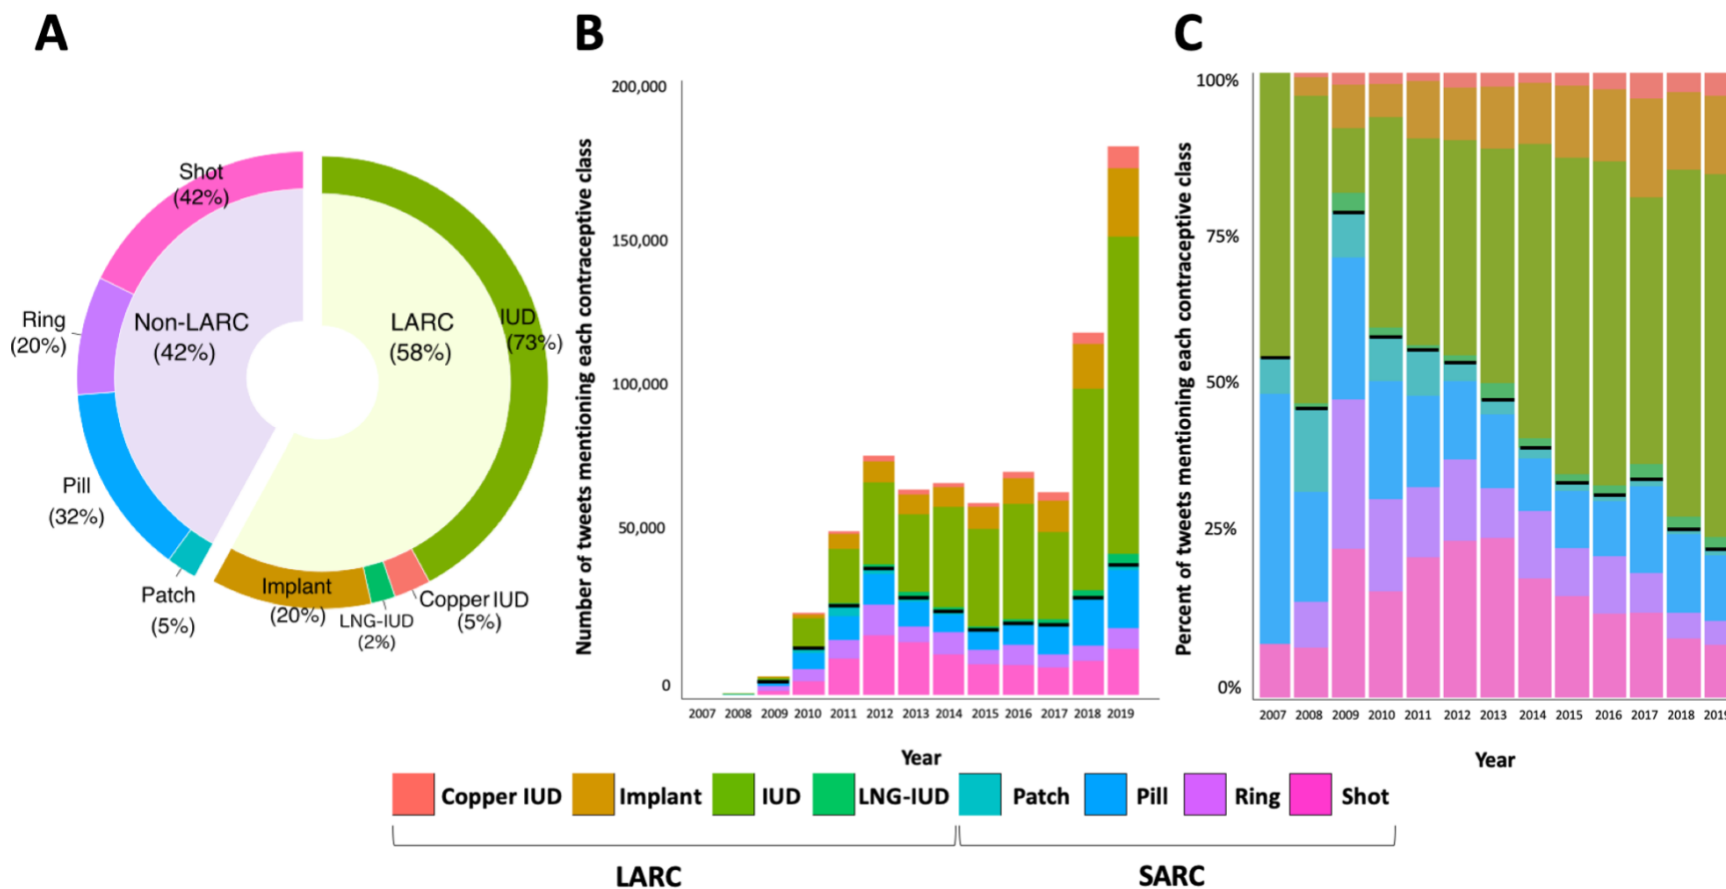 A
B
C
Shot
(42%)
Ring
(20%)
Non-LARC
(42%)
LARC
(58%)
IUD
(73%)
Pill
(32%)
Patch
(5%)
Implant
(20%)
LNG-IUD
(2%)
Copper IUD
(5%)
Number of tweets mentioning each contraceptive class
200,000
150,000
100,000
50,000
0
2007 2008 2009 2010 2011 2012 2013 2014 2015 2016 2017 2018 2019
Year
Percent of tweets mentioning each contraceptive class
100%
75%
50%
25%
0%
2007 2008 2009 2010 2011 2012 2013 2014 2015 2016 2017 2018 2019
Year
Copper IUD Implant IUD LNG-IUD Patch Pill Ring Shot
LARC SARC